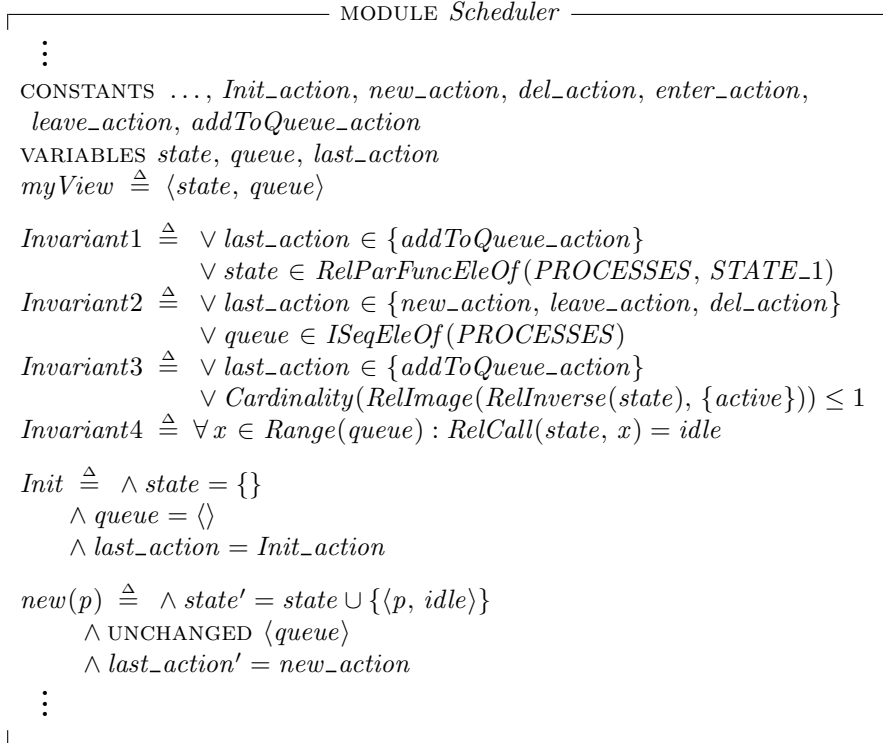 MODULE Scheduler
⋮
CONSTANTS ..., Init_action, new_action, del_action, enter_action,
leave_action, addToQueue_action
VARIABLES state, queue, last_action
myView ≜ ⟨state, queue⟩
Invariant1 ≜ ∨ last_action ∈ {addToQueue_action}
∨ state ∈ RelParFuncEleOf(PROCESSES, STATE_1)
Invariant2 ≜ ∨ last_action ∈ {new_action, leave_action, del_action}
∨ queue ∈ ISeqEleOf(PROCESSES)
Invariant3 ≜ ∨ last_action ∈ {addToQueue_action}
∨ Cardinality(RelImage(RelInverse(state), {active})) ≤ 1
Invariant4 ≜ ∀ x ∈ Range(queue) : RelCall(state, x) = idle
Init ≜ ∧ state = {}
∧ queue = ⟨⟩
∧ last_action = Init_action
new(p) ≜ ∧ state′ = state ∪ {⟨p, idle⟩}
∧ UNCHANGED ⟨queue⟩
∧ last_action′ = new_action
⋮